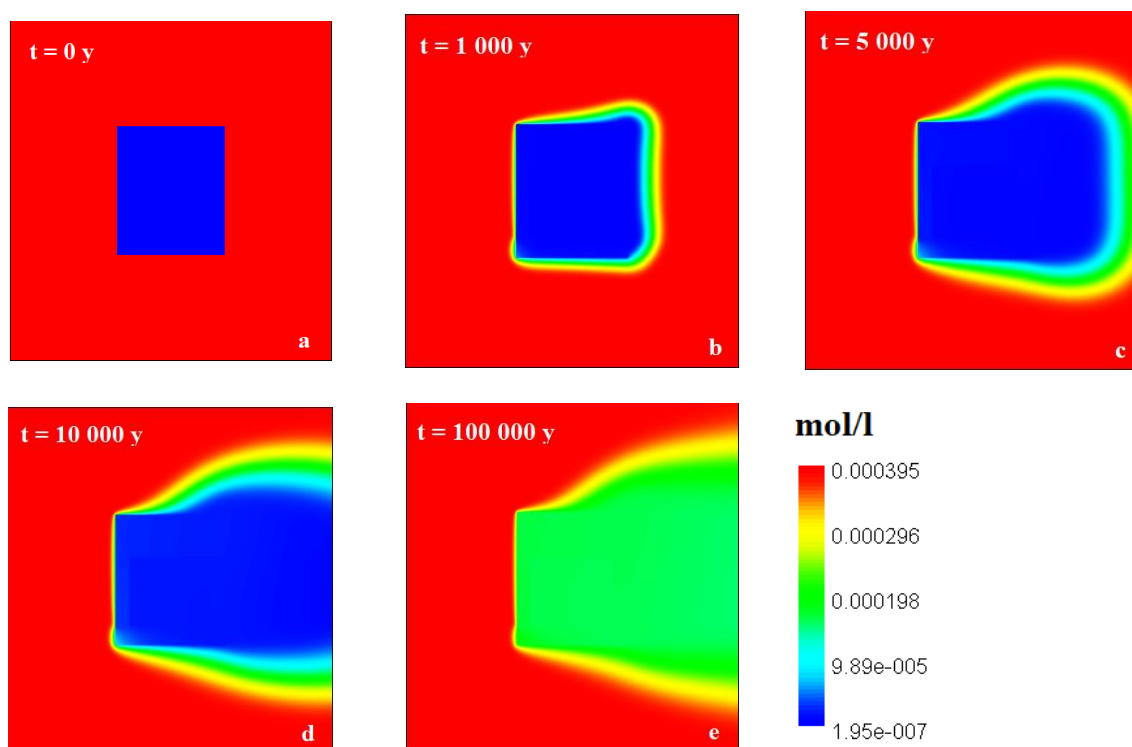 t = 0 y
a
t = 1 000 y
b
t = 5 000 y
c
t = 10 000 y
d
t = 100 000 y
e
mol/l
0.000395
0.000296
0.000198
9.89e-005
1.95e-007